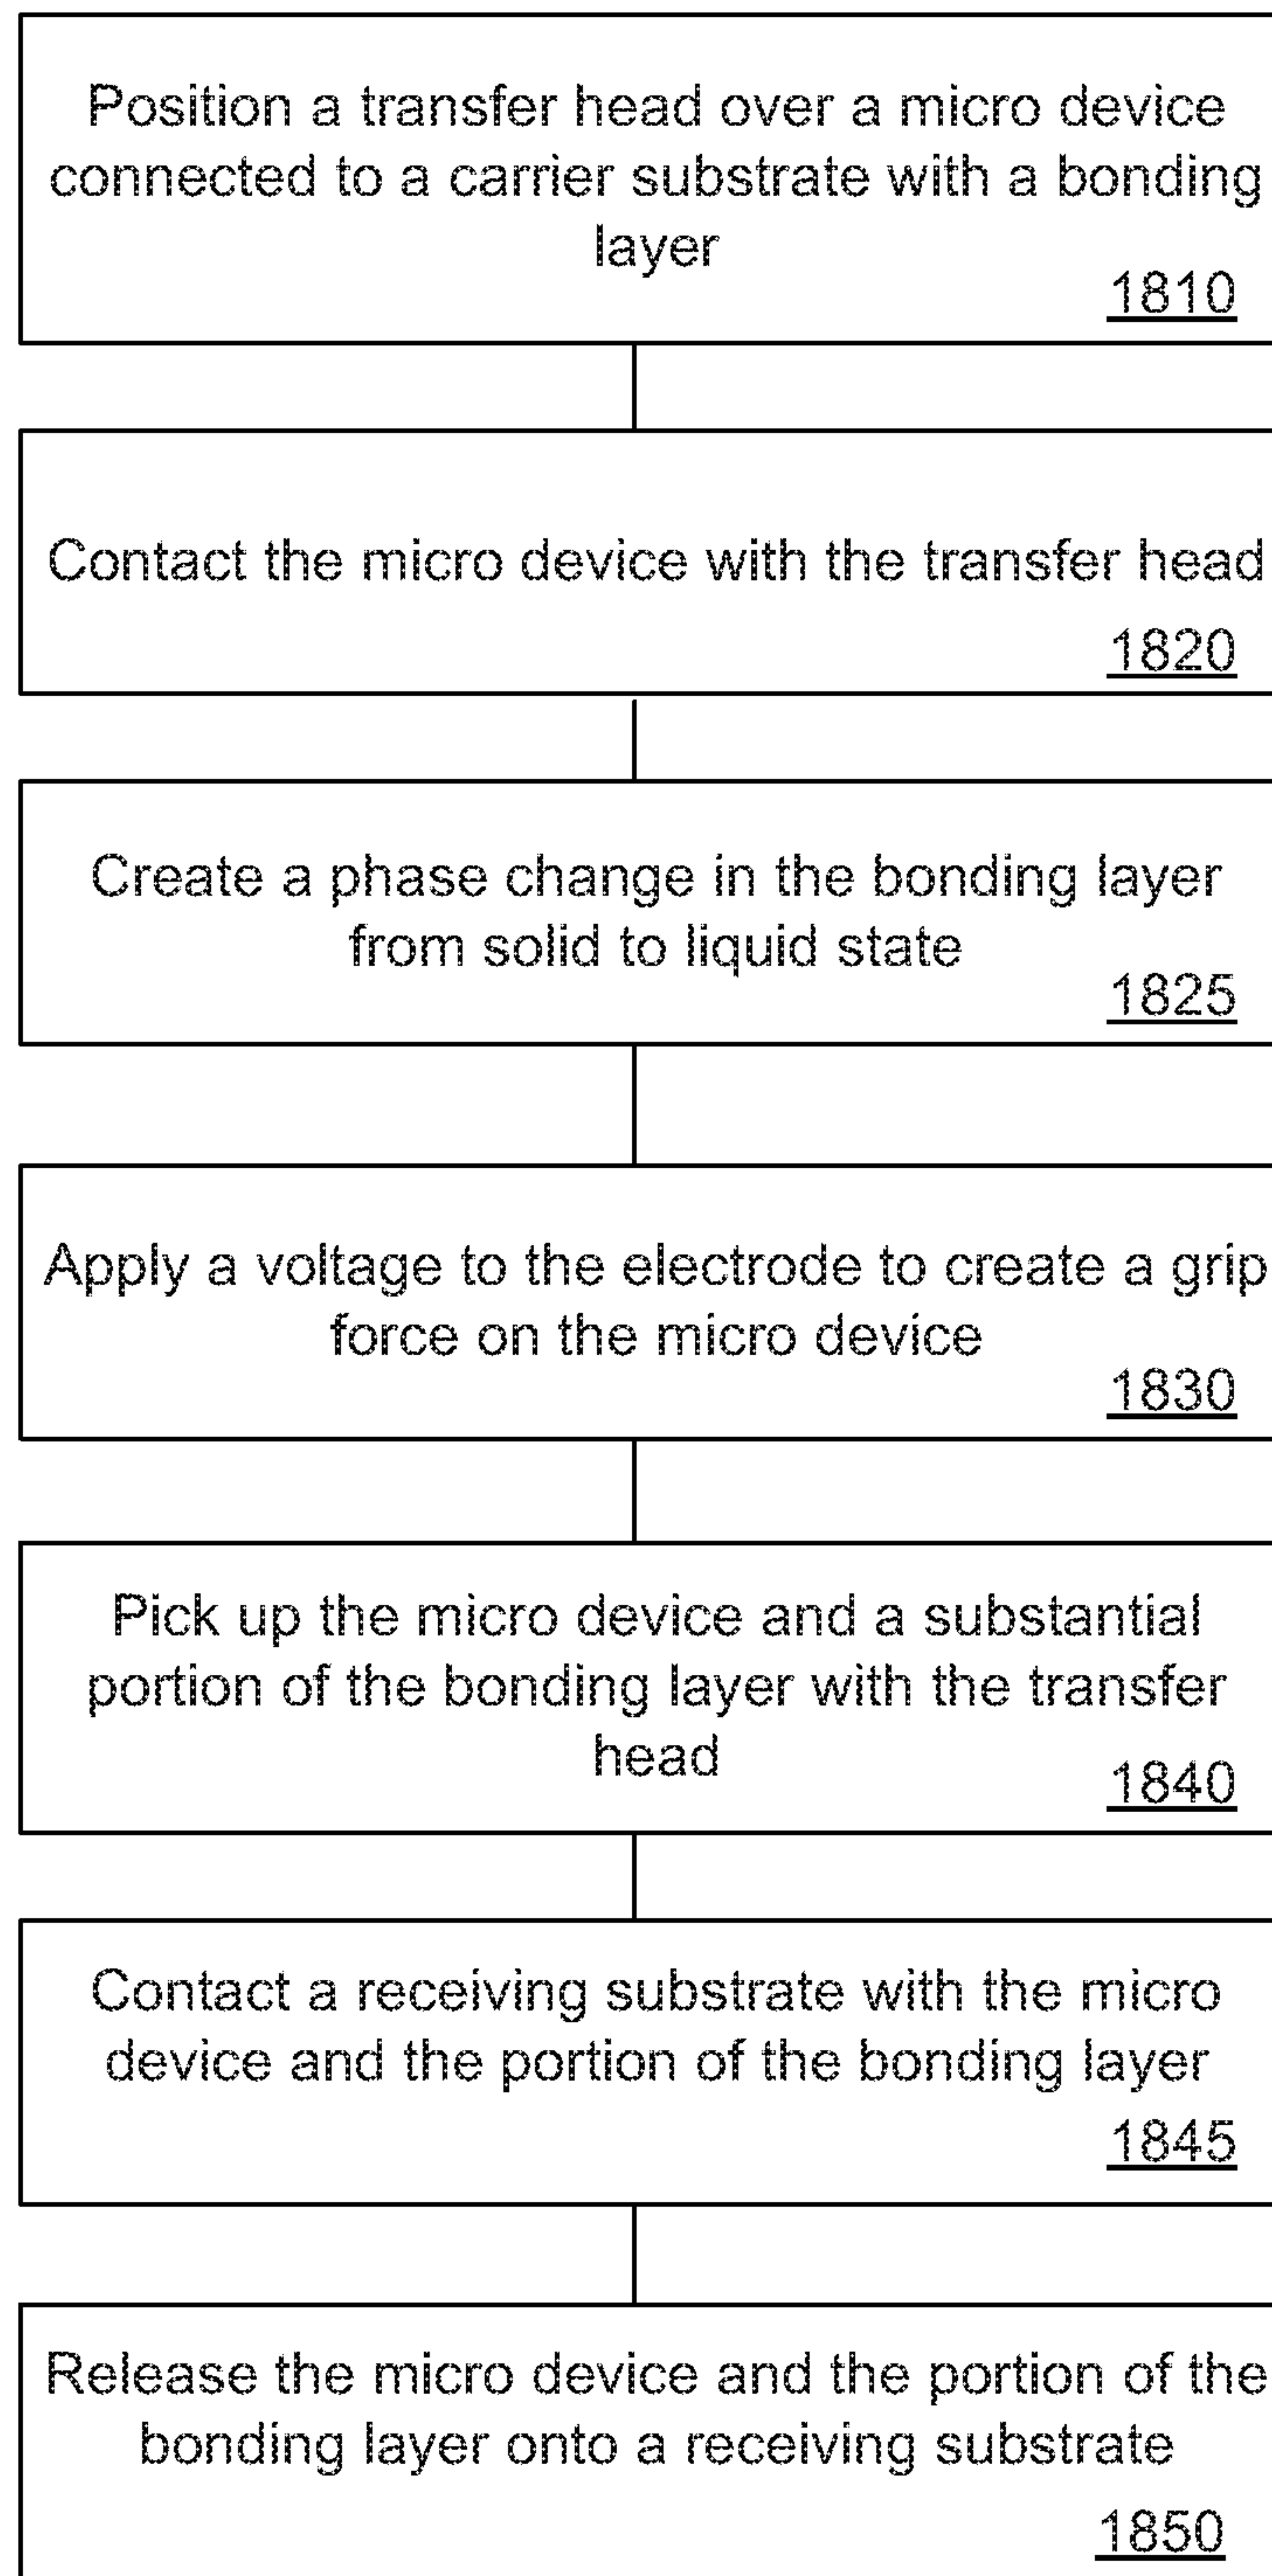 Position a transfer head over a micro device
connected to a carrier substrate with a bonding
layer
1810
Contact the micro device with the transfer head
1820
Create a phase change in the bonding layer
from solid to liquid state
1825
Apply a voltage to the electrode to create a grip
force on the micro device
1830
Pick up the micro device and a substantial
portion of the bonding layer with the transfer
head
1840
Contact a receiving substrate with the micro
device and the portion of the bonding layer
1845
Release the micro device and the portion of the
bonding layer onto a receiving substrate
1850